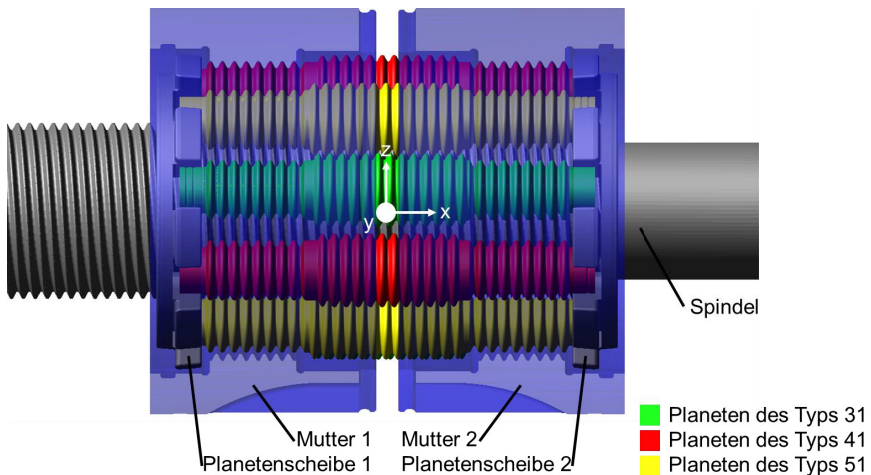 z
y
x
Spindel
Mutter 1
Planetenscheibe 1
Mutter 2
Planetenscheibe 2
Planeten des Typs 31
Planeten des Typs 41
Planeten des Typs 51